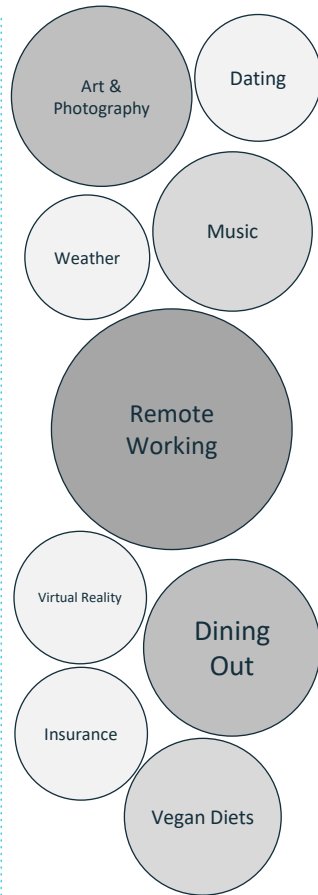 Art &
Photography
Dating
Music
Weather
Remote
Working
Virtual Reality
Dining
Out
Insurance
Vegan Diets